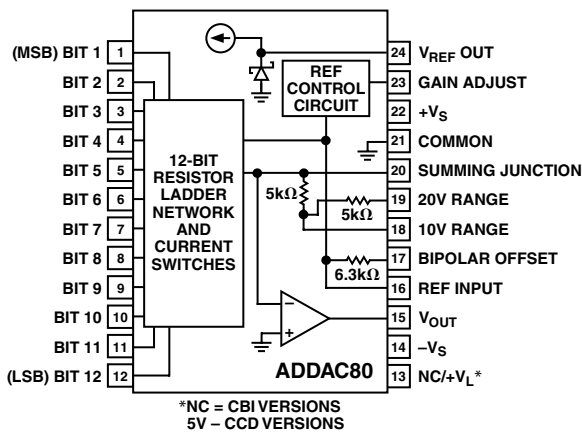 (MSB) BIT 1 1
BIT 2 2
BIT 3 3
BIT 4 4
BIT 5 5
BIT 6 6
BIT 7 7
BIT 8 8
BIT 9 9
BIT 10 10
BIT 11 11
(LSB) BIT 12 12
12-BIT
RESISTOR
LADDER
NETWORK
AND
CURRENT
SWITCHES
REF
CONTROL
CIRCUIT
5kΩ
5kΩ
6.3kΩ
−
+
ADDAC80
24 VREF OUT
23 GAIN ADJUST
22 +VS
21 COMMON
20 SUMMING JUNCTION
19 20V RANGE
18 10V RANGE
17 BIPOLAR OFFSET
16 REF INPUT
15 VOUT
14 –VS
13 NC/+VL*
*NC = CBI VERSIONS
5V – CCD VERSIONS